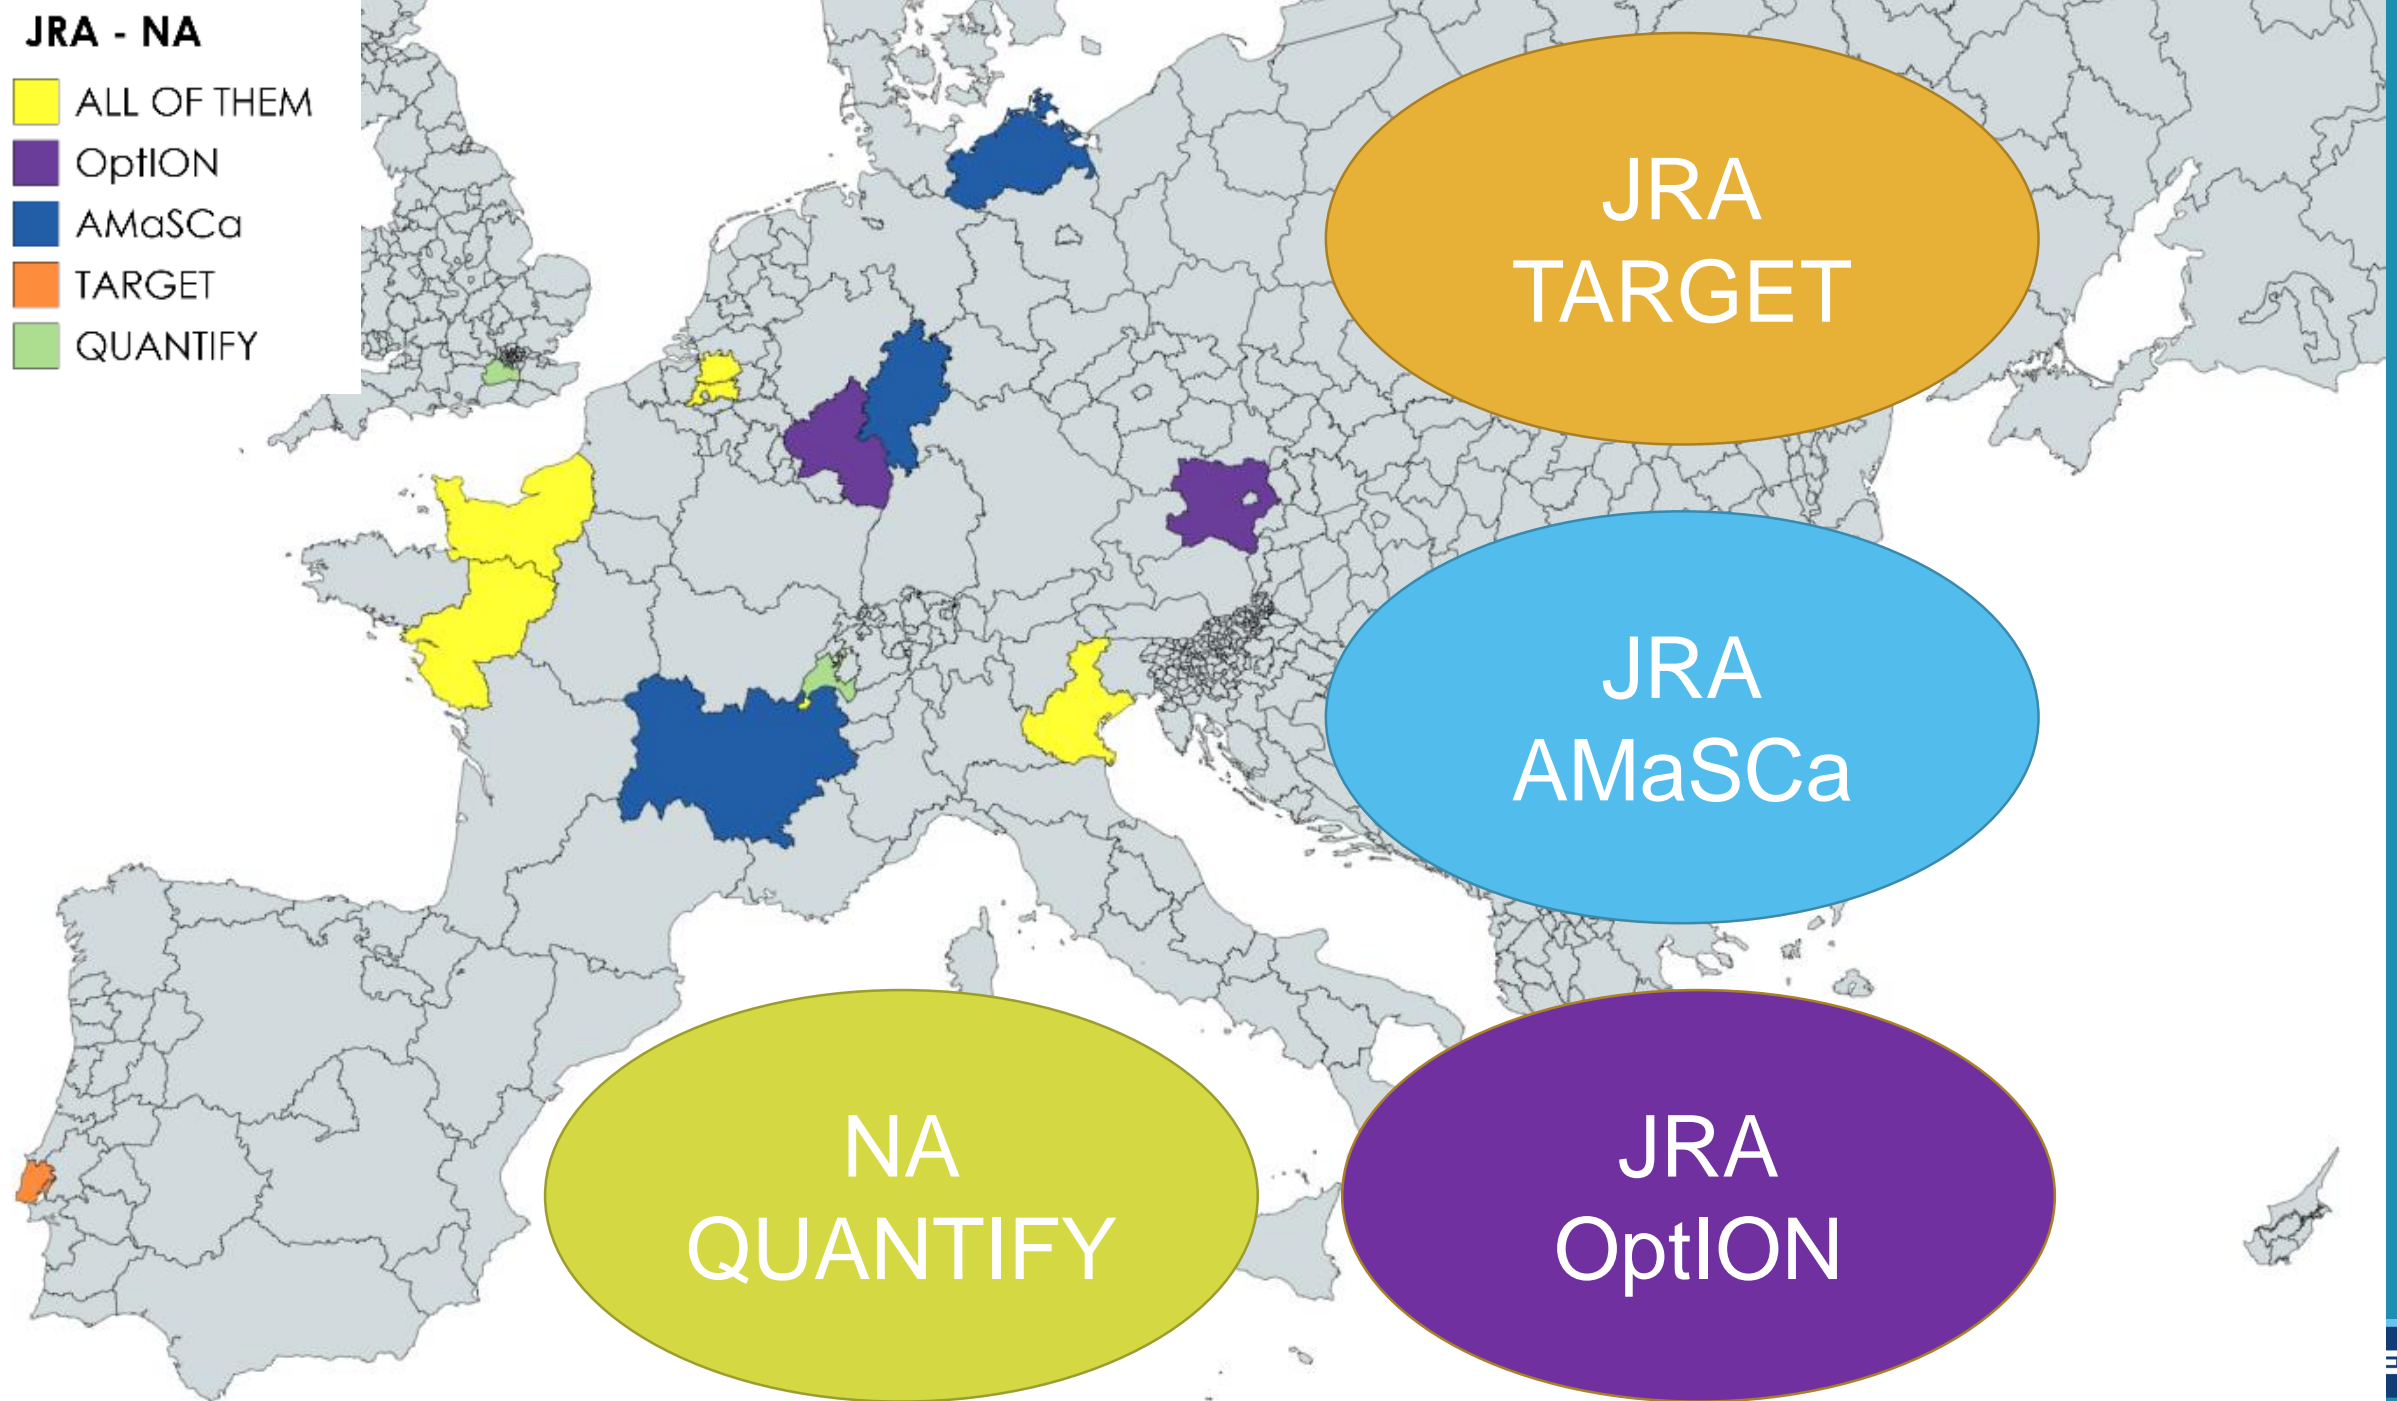 JRA - NA
ALL OF THEM
OptION
AMaSCa
TARGET
QUANTIFY
JRA
TARGET
JRA
AMaSCa
NA
QUANTIFY
JRA
OptION